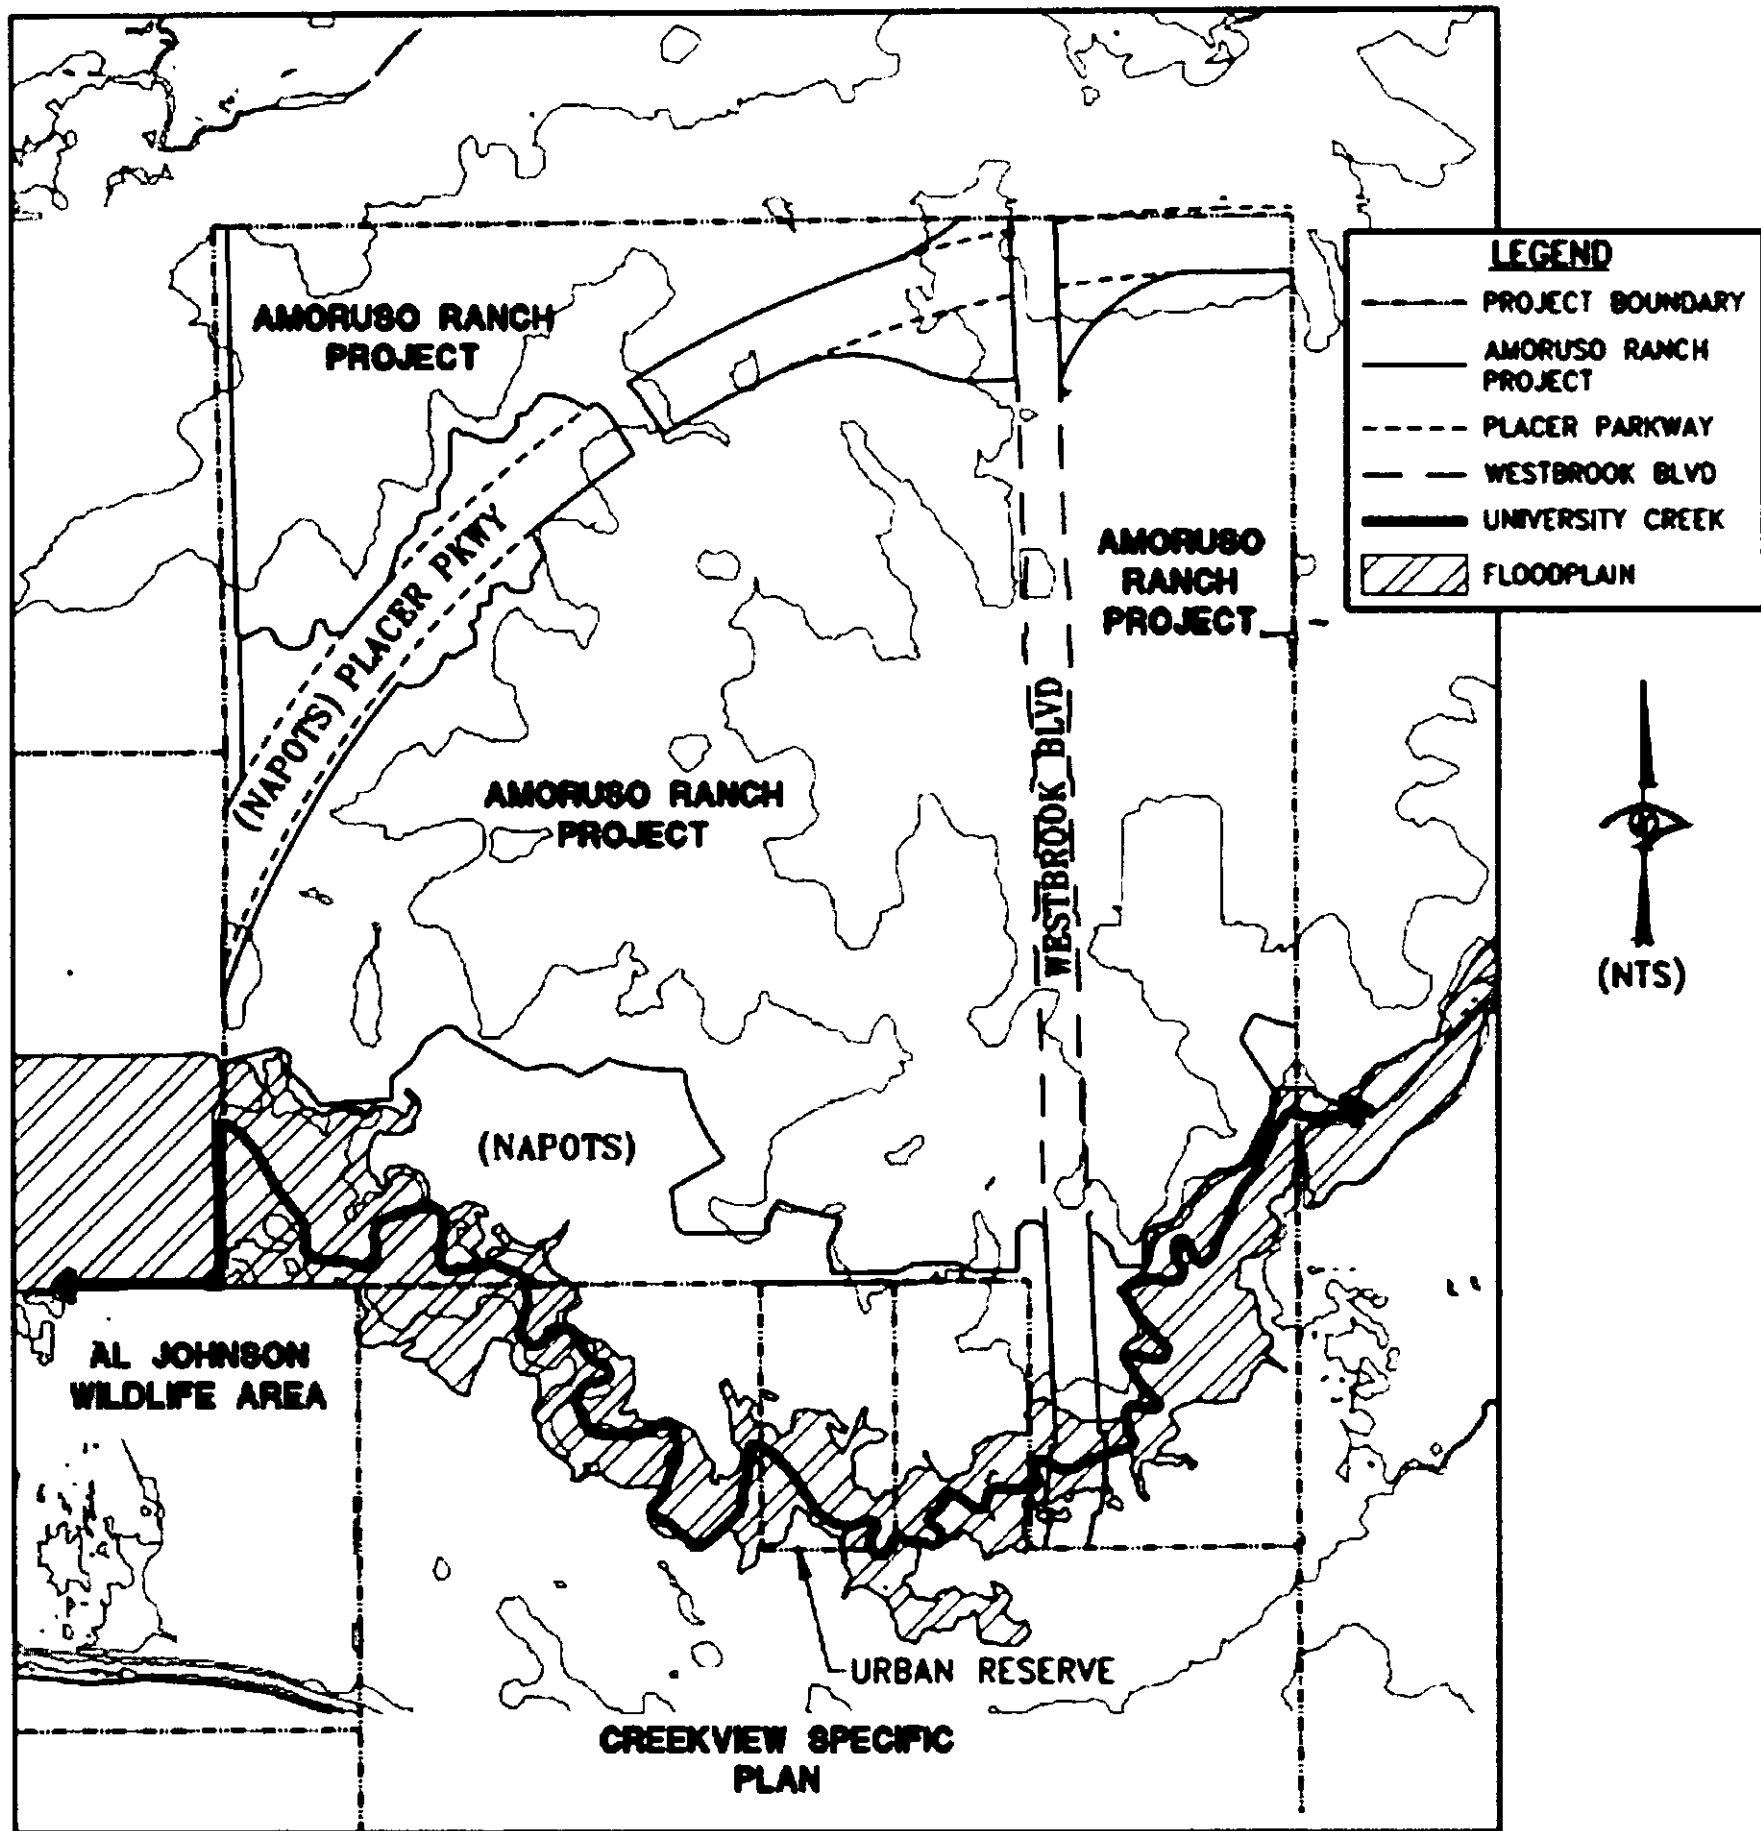 LEGEND
PROJECT BOUNDARY
AMORUSO RANCH
PROJECT
PLACER PARKWAY
WESTBROOK BLVD
UNIVERSITY CREEK
FLOODPLAIN
AMORUSO RANCH
PROJECT
(NAPOTS) PLACER PKWY
AMORUSO
RANCH
PROJECT
WESTBROOK BLVD
AMORUSO RANCH
PROJECT
(NTS)
(NAPOTS)
AL JOHNSON
WILDLIFE AREA
URBAN RESERVE
CREEKVIEW SPECIFIC
PLAN